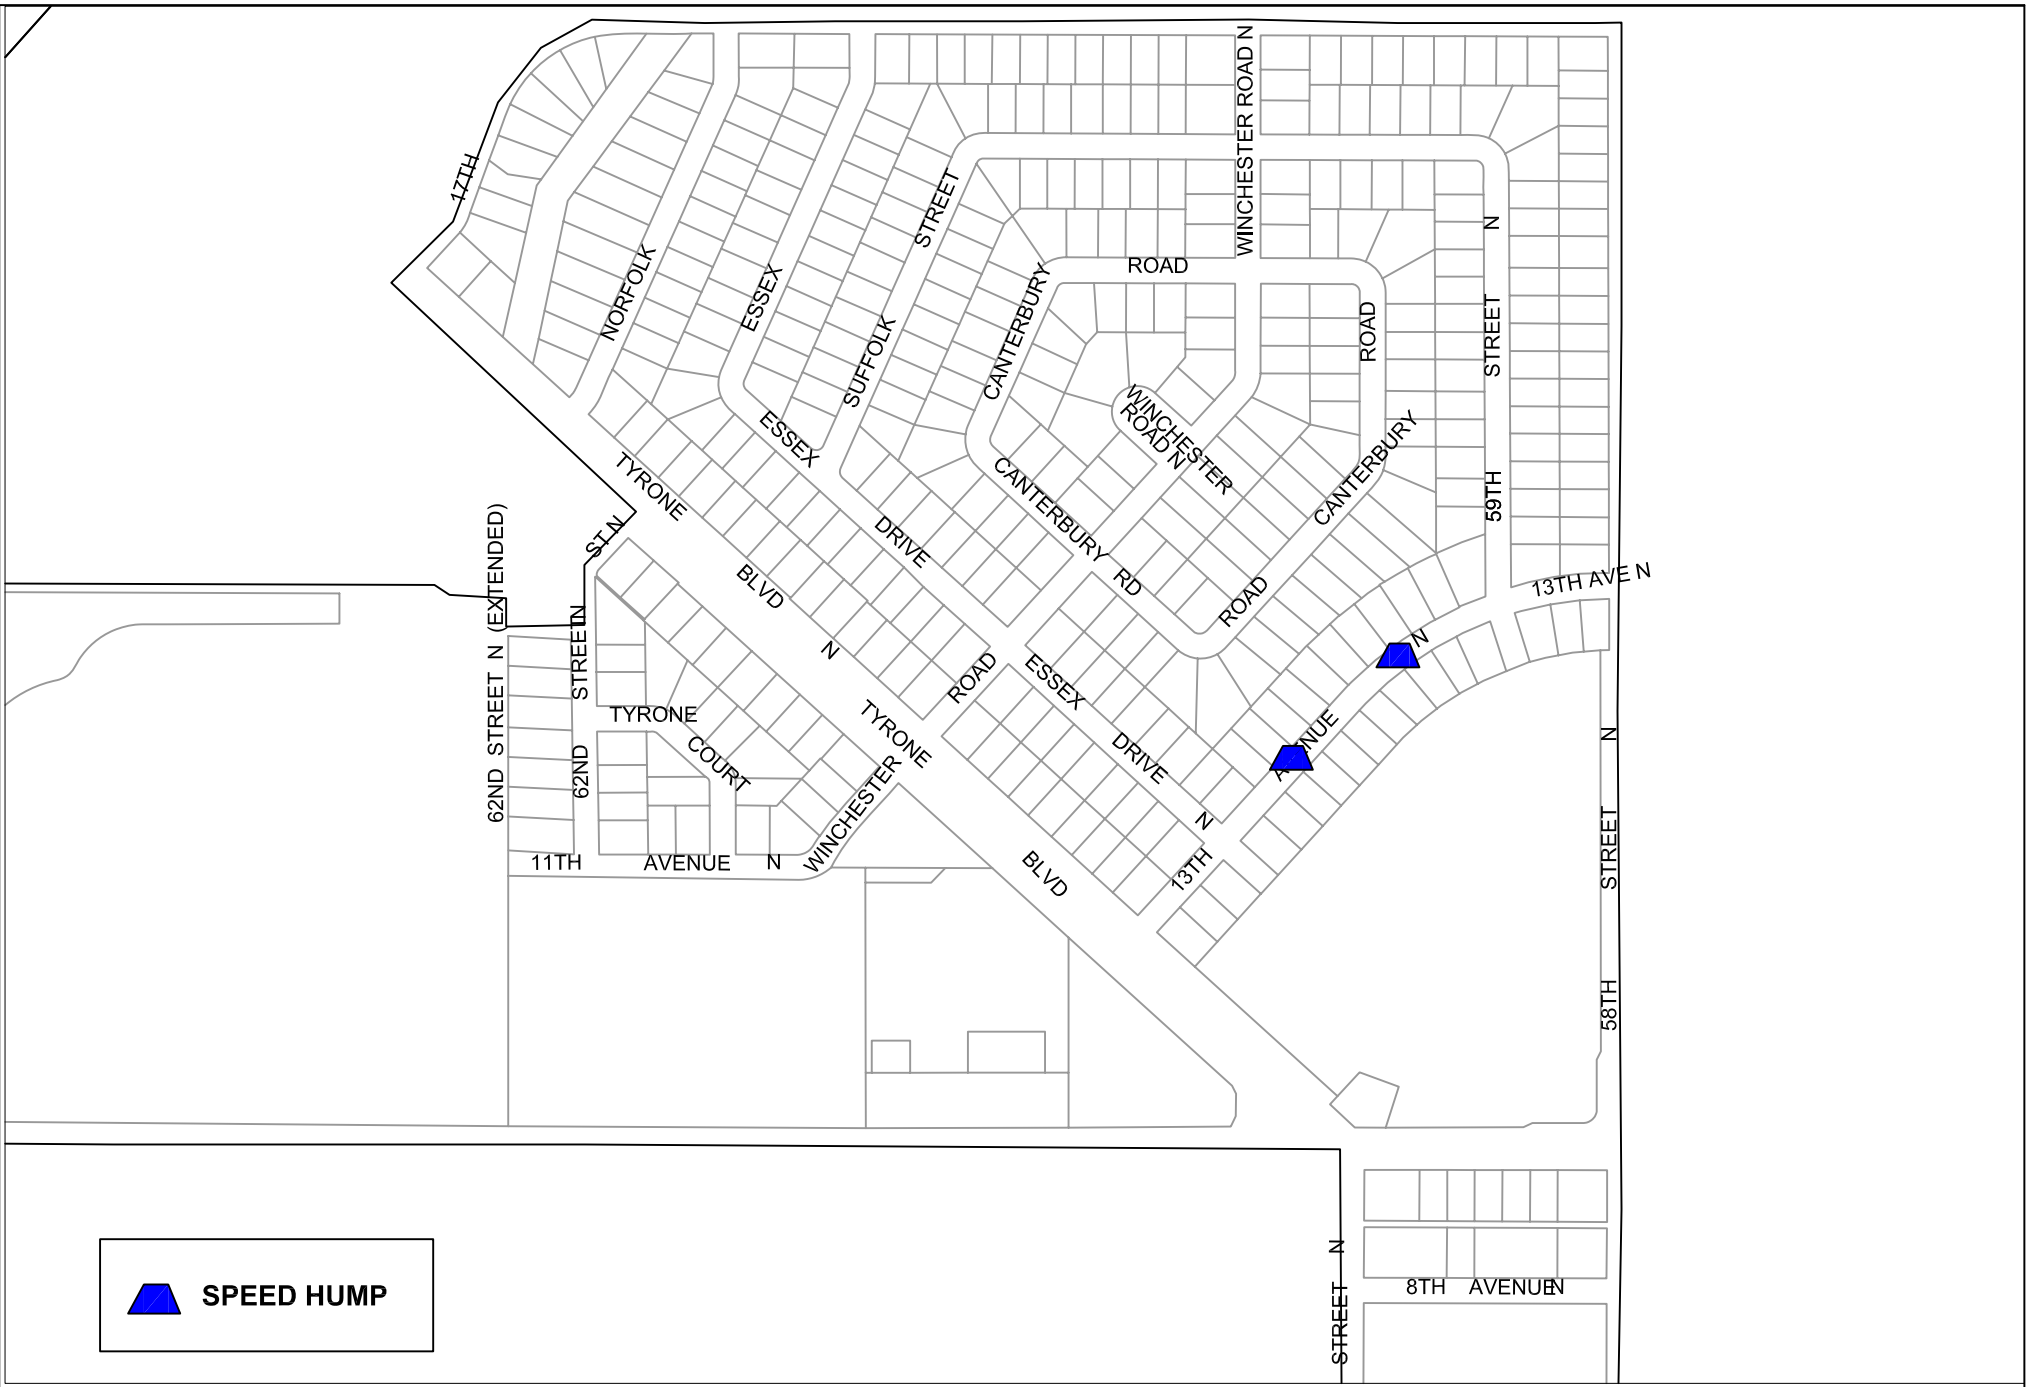 WINCHESTER ROAD N
17TH
STREET
N
NORFOLK
ESSEX
ROAD
CANTERBURY
SUFFOLK
ROAD
STREET
WINCHESTER
ROAD N
ESSEX
CANTERBURY
59TH
TYRONE
CANTERBURY RD
ST N
DRIVE
62ND STREET N (EXTENDED)
BLVD
13TH AVE N
ROAD
N
STREET
62ND
N
N
ROAD
ESSEX
TYRONE
COURT
TYRONE
AVENUE
DRIVE
N
STREET
58TH
WINCHESTER
N
11TH AVENUE N
13TH
BLVD
N
STREET
8TH AVENUE N
SPEED HUMP